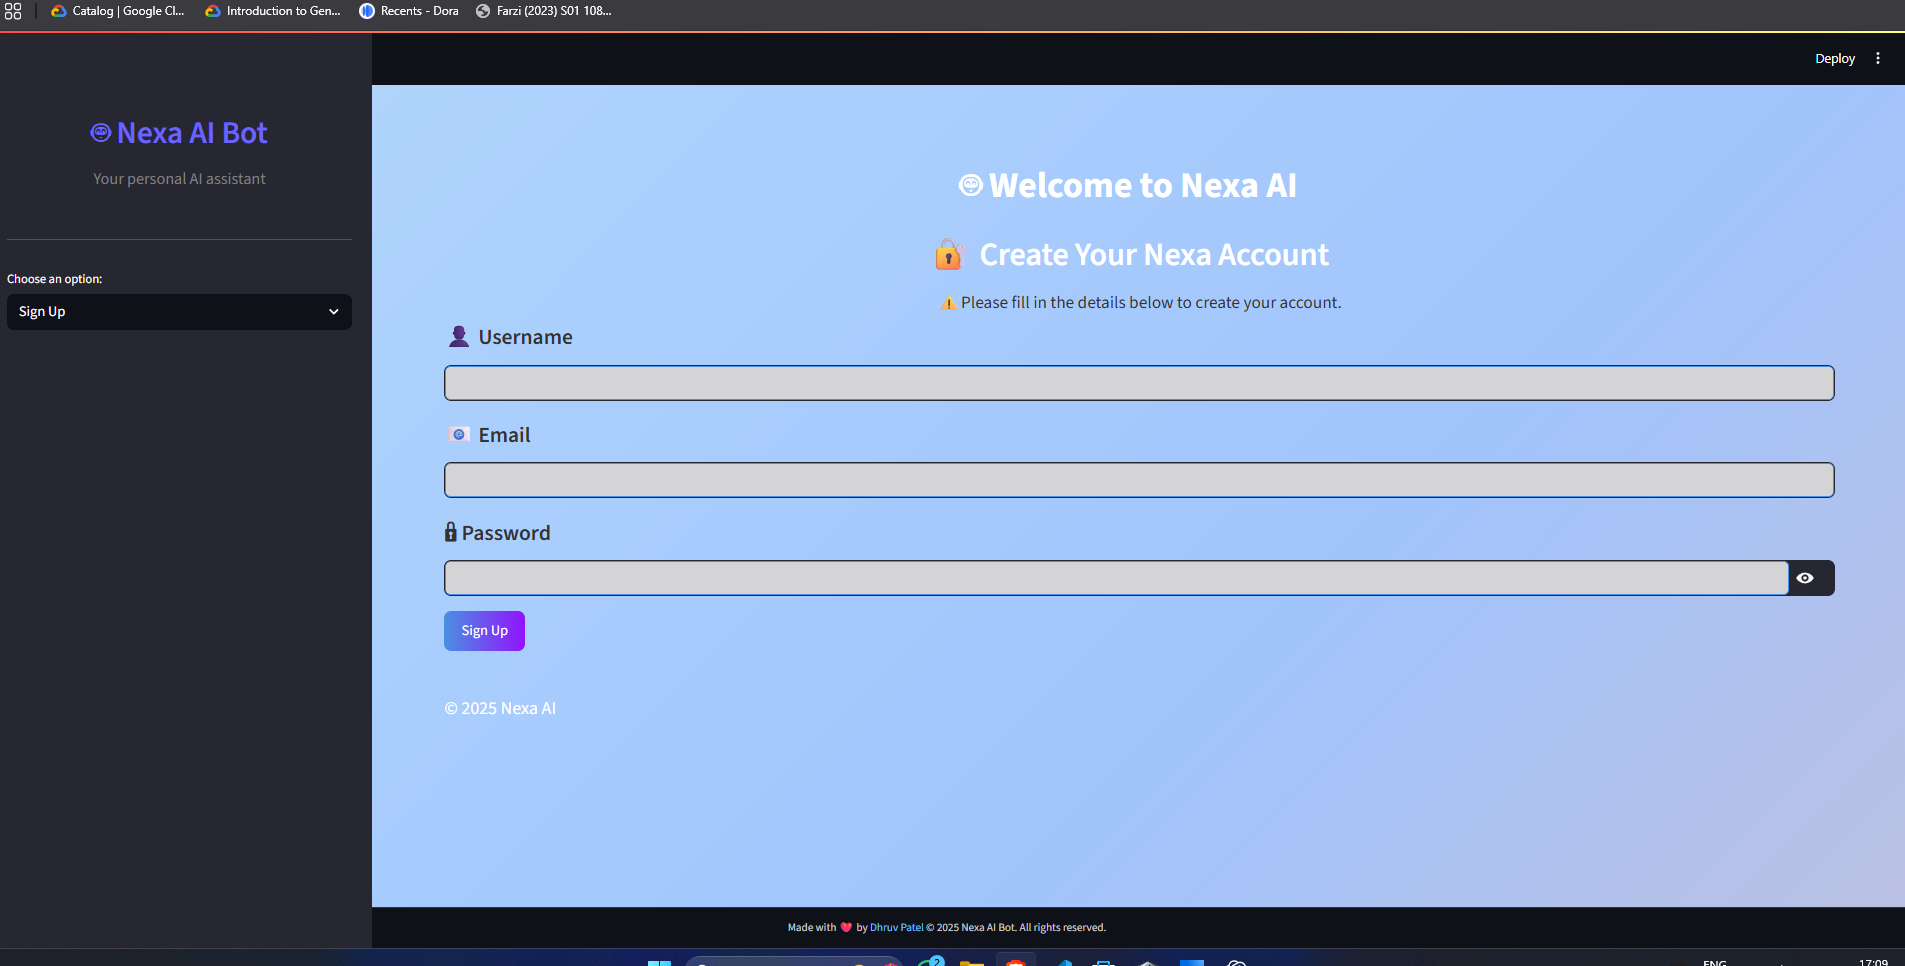 Catalog | Google Cl...
Introduction to Gen...
Recents - Dora
Farzi (2023) S01 108...
Deploy
Nexa AI Bot
Your personal AI assistant
Choose an option:
Sign Up
Welcome to Nexa AI
Create Your Nexa Account
Please fill in the details below to create your account.
Username
Email
Password
Sign Up
© 2025 Nexa AI
Made with ❤️ by Dhruv Patel © 2025 Nexa AI Bot. All rights reserved.
2
ENG
17:09